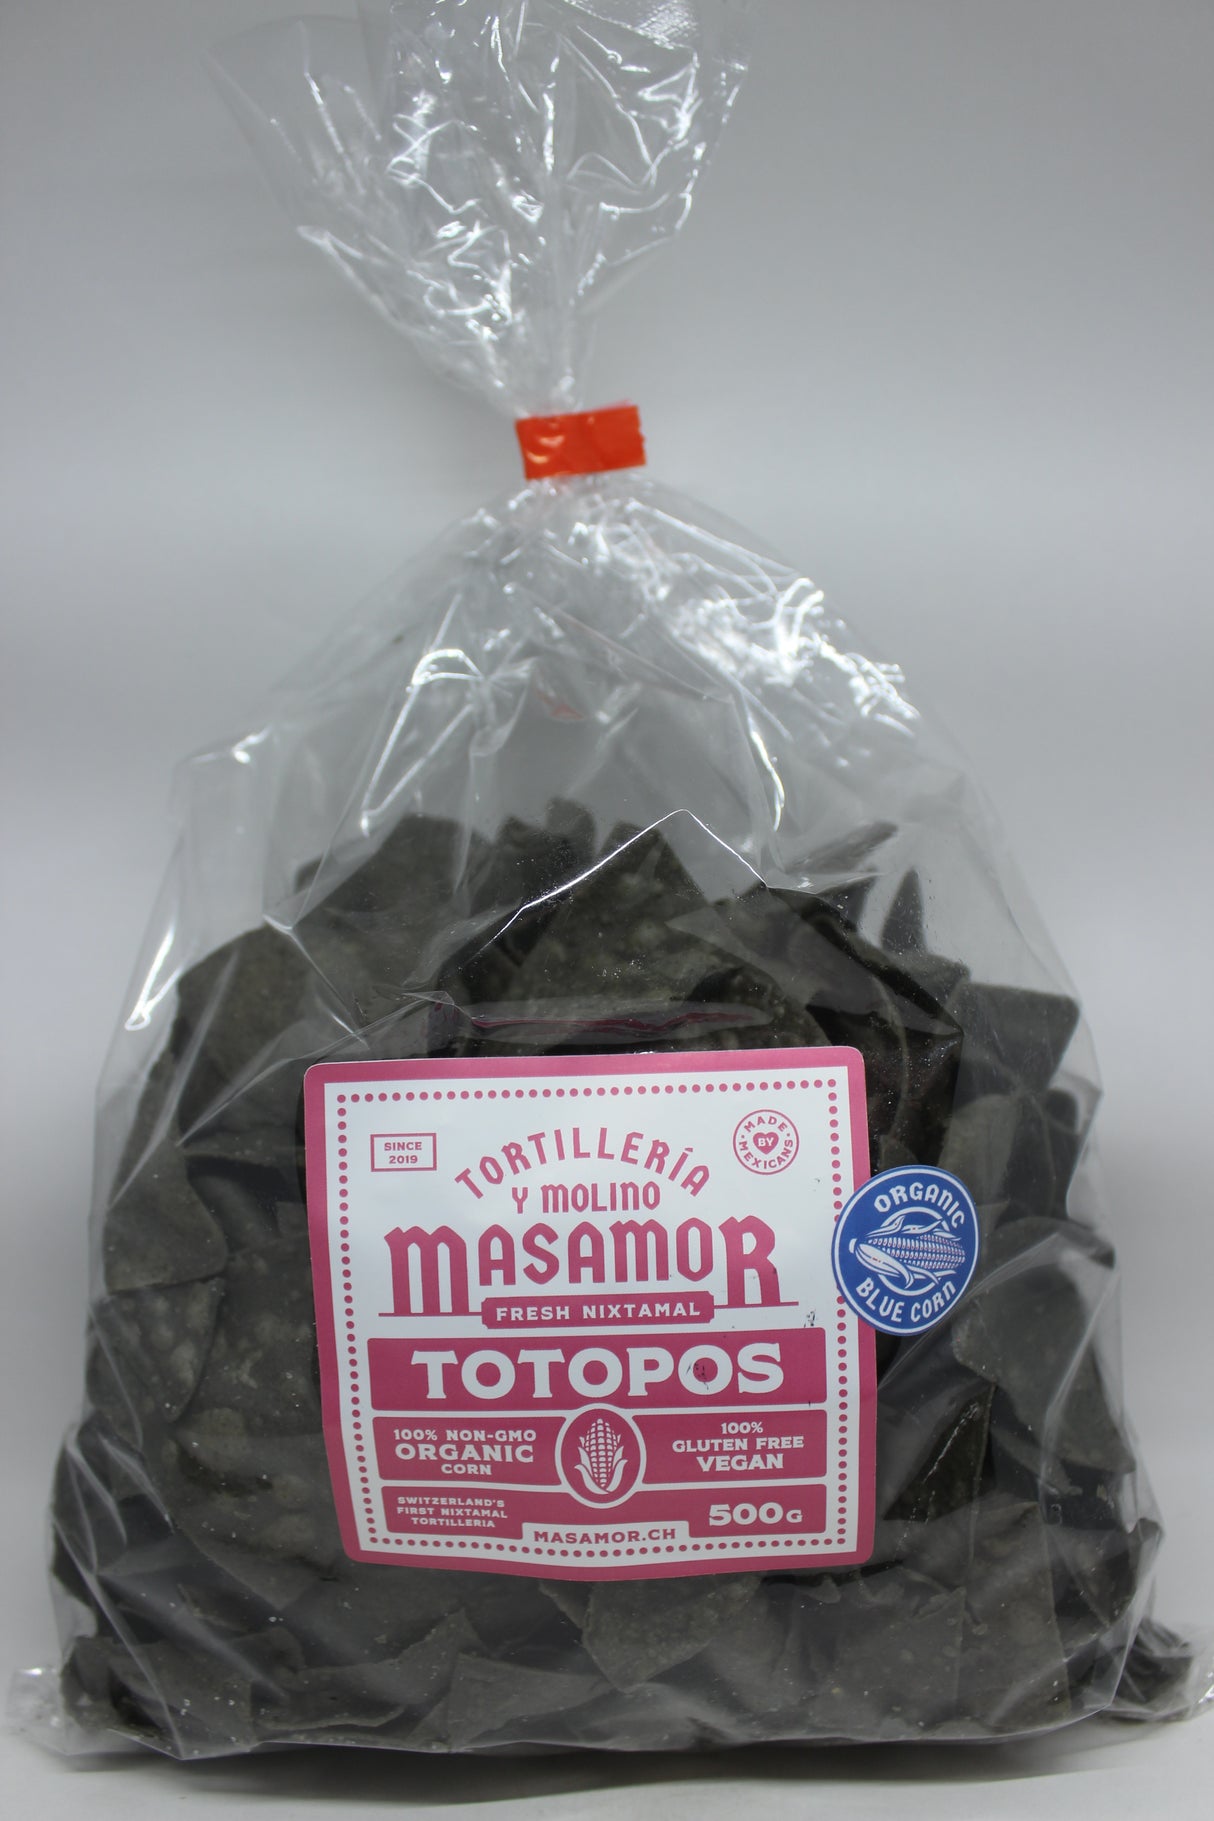 SINCE
2019
TORTILLERÍA
Y MOLINO
MASAMOR
FRESH NIXTAMAL
MADE
BY
MEXICANS
ORGANIC
BLUE CORN
TOTOPOS
100% NON-GMO
ORGANIC
CORN
100%
GLUTEN FREE
VEGAN
SWITZERLAND'S
FIRST NIXTAMAL
TORTILLERIA
MASAMOR.CH
500G